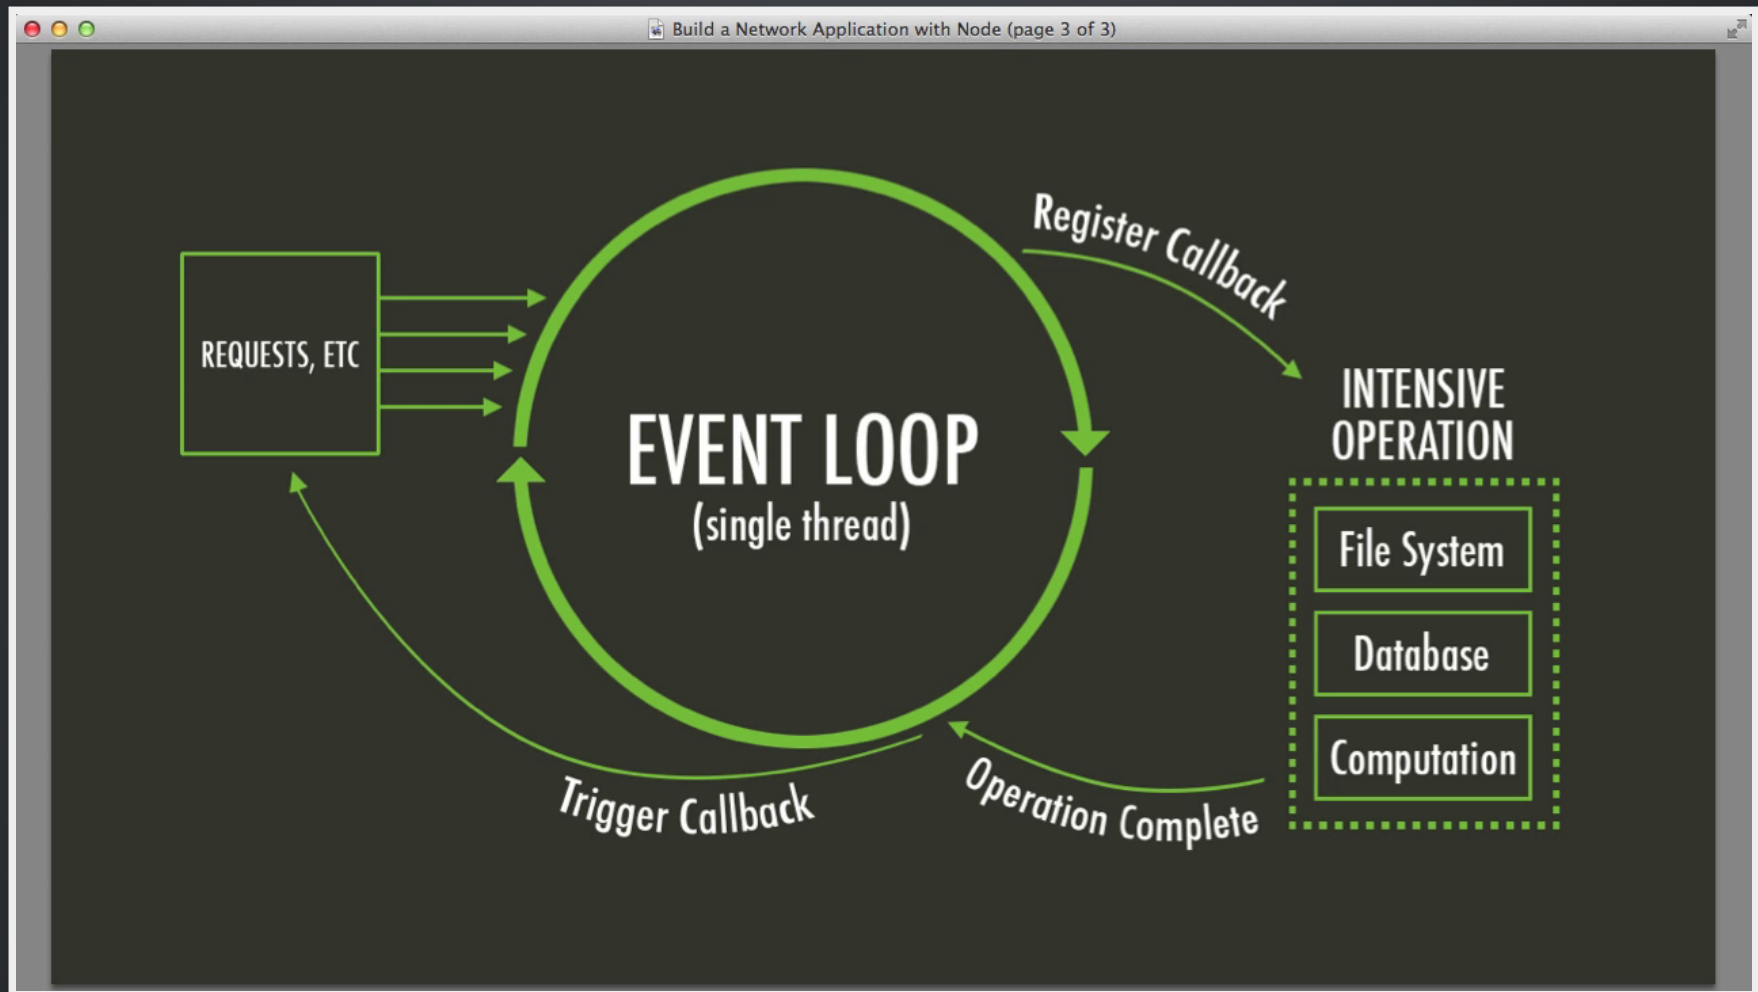 Build a Network Application with Node (page 3 of 3)
Register Callback
REQUESTS, ETC
INTENSIVE
OPERATION
EVENT LOOP
(single thread)
File System
Database
Computation
Trigger Callback
Operation Complete